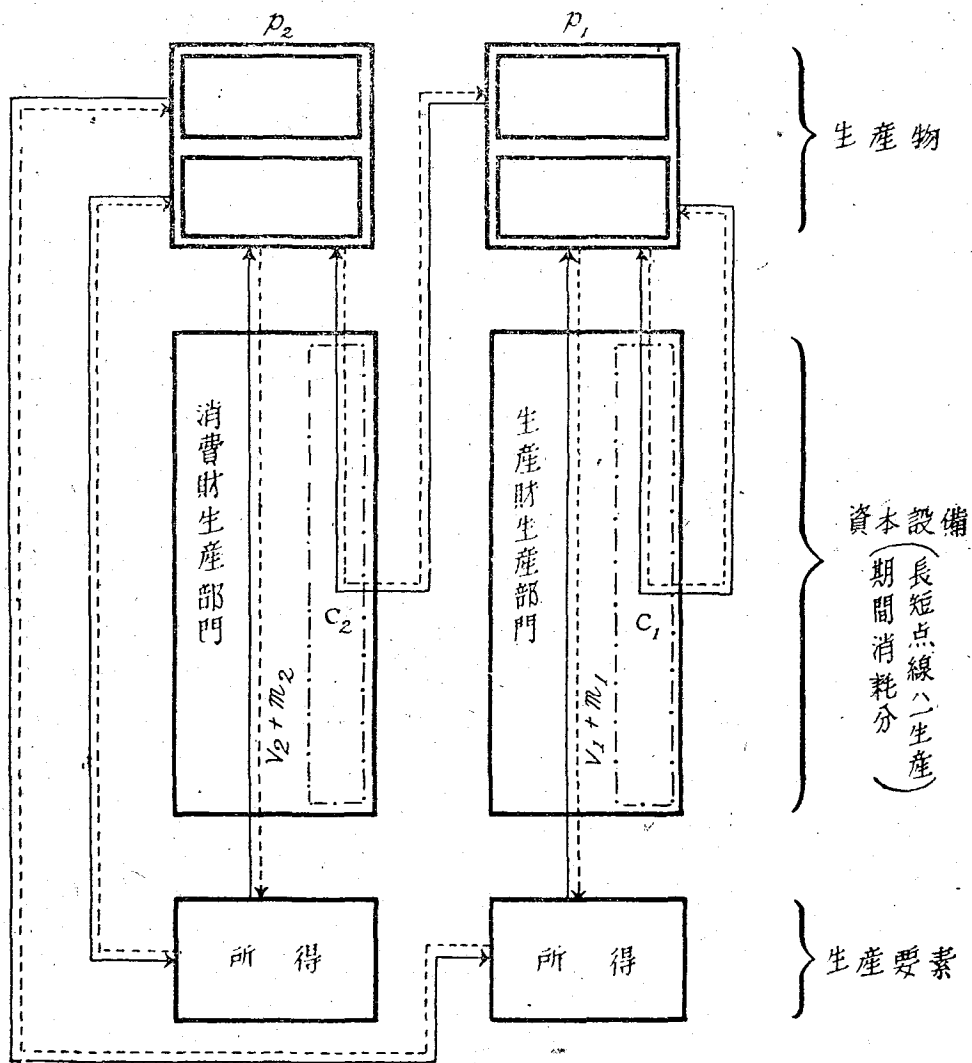 p₂
p₁
生産物
消費財生産部門
生産財生産部門
資本設備
(長短点線ハ一生産
期間消耗分)
C₂
C₁
V₂ + m₂
V₁ + m₁
所得
所得
生産要素